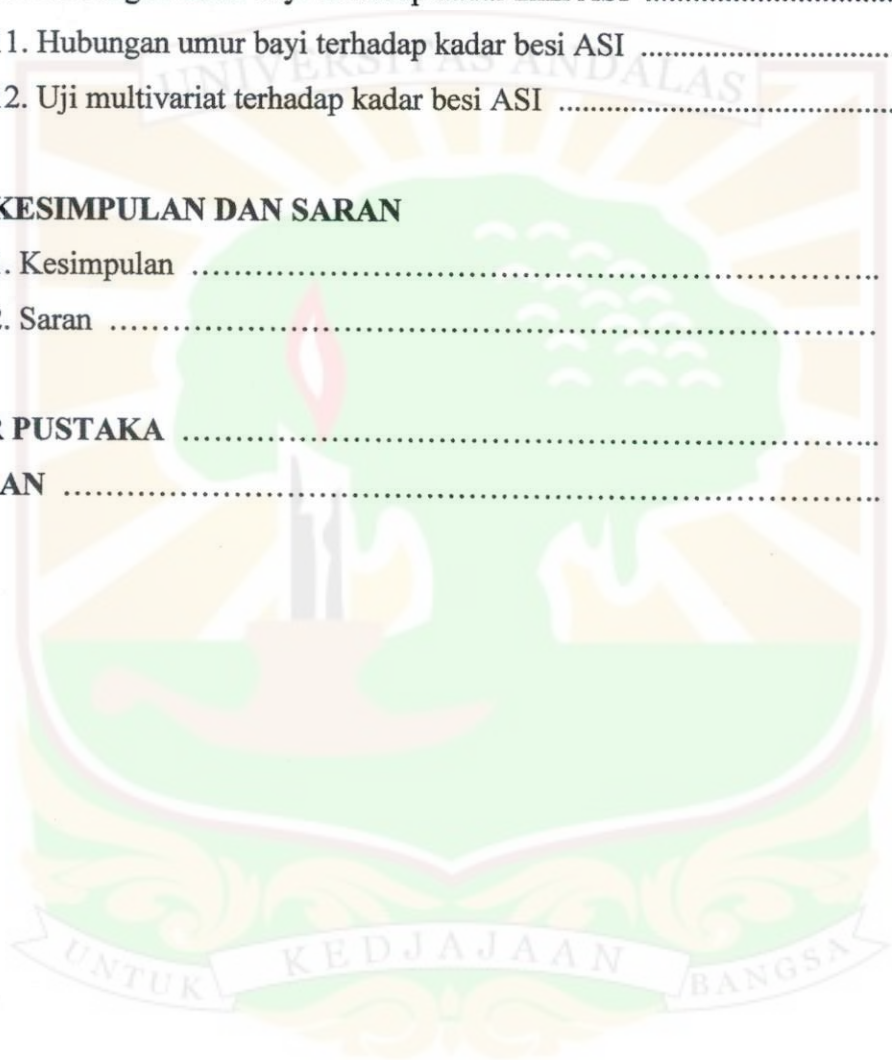 1. Hubungan umur bayi terhadap kadar besi ASI ..............................
2. Uji multivariat terhadap kadar besi ASI ..............................
KESIMPULAN DAN SARAN
. Kesimpulan ..............................
. Saran ..............................
PUSTAKA ..............................
AN ..............................
UNIVERSITAS ANDALAS
UNTUK KEDJAJAAN BANGSA